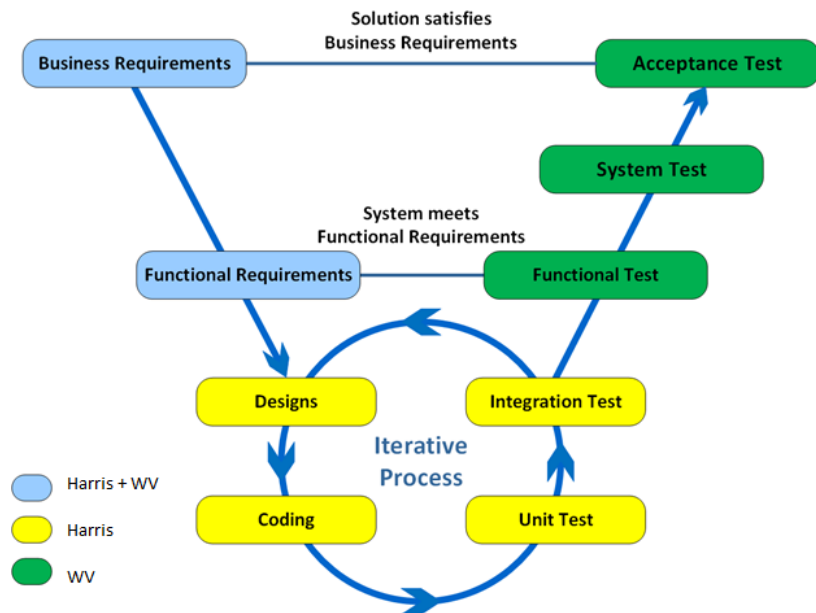 Solution satisfies
Business Requirements
Business Requirements
Acceptance Test
System Test
System meets
Functional Requirements
Functional Requirements
Functional Test
Designs
Integration Test
Iterative
Process
Coding
Unit Test
Harris + WV
Harris
WV